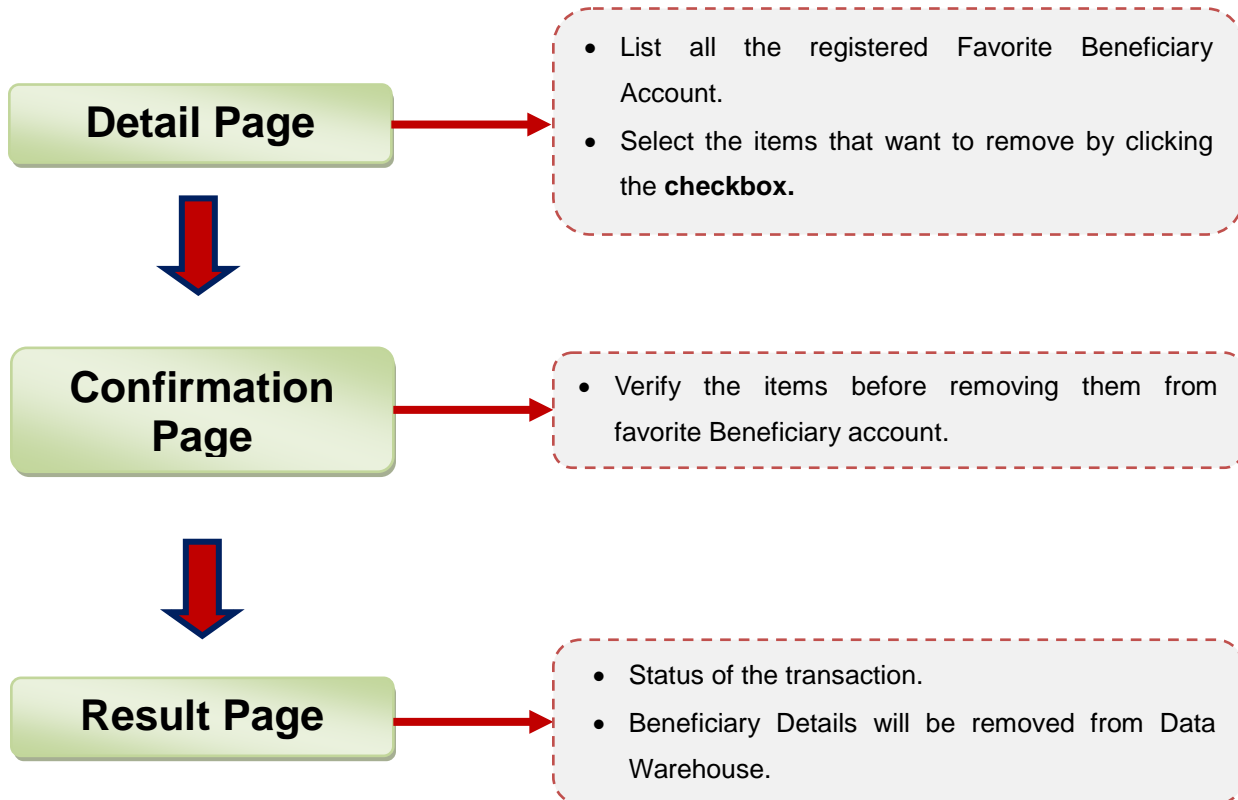 Detail Page
• List all the registered Favorite Beneficiary
Account.
• Select the items that want to remove by clicking
the checkbox.
Confirmation
Page
• Verify the items before removing them from
favorite Beneficiary account.
Result Page
• Status of the transaction.
• Beneficiary Details will be removed from Data
Warehouse.